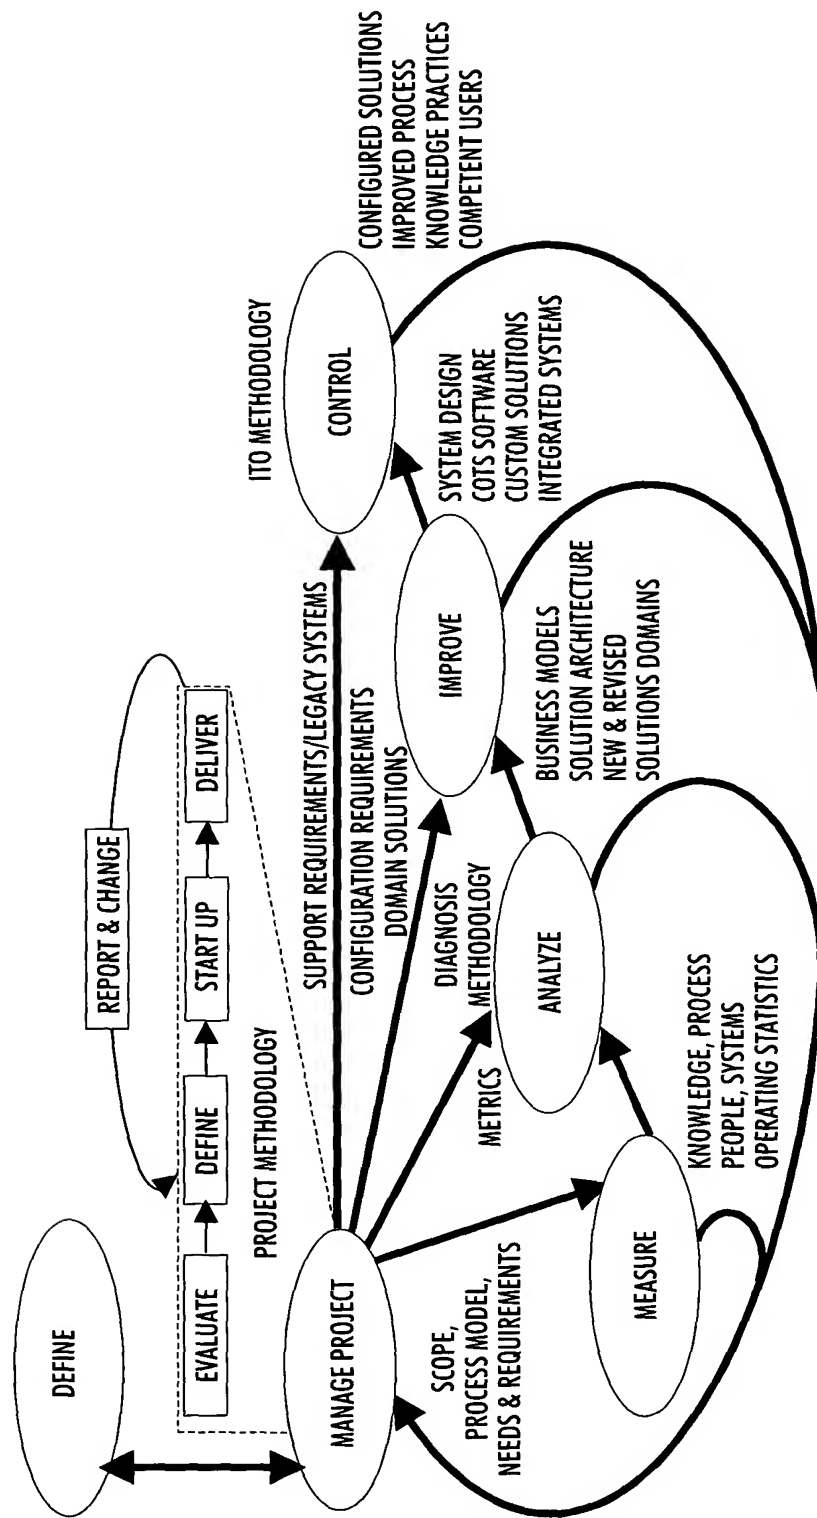 DEFINE
REPORT & CHANGE
EVALUATE
DEFINE
START UP
DELIVER
PROJECT METHODOLOGY
ITO METHODOLOGY
MANAGE PROJECT
SUPPORT REQUIREMENTS/LEGACY SYSTEMS
CONTROL
CONFIGURED SOLUTIONS
IMPROVED PROCESS
KNOWLEDGE PRACTICES
COMPETENT USERS
CONFIGURATION REQUIREMENTS
DOMAIN SOLUTIONS
IMPROVE
SYSTEM DESIGN
COTS SOFTWARE
CUSTOM SOLUTIONS
INTEGRATED SYSTEMS
DIAGNOSIS
METHODOLOGY
METRICS
ANALYZE
BUSINESS MODELS
SOLUTION ARCHITECTURE
NEW & REVISED
SOLUTIONS DOMAINS
SCOPE,
PROCESS MODEL,
NEEDS & REQUIREMENTS
MEASURE
KNOWLEDGE, PROCESS
PEOPLE, SYSTEMS
OPERATING STATISTICS